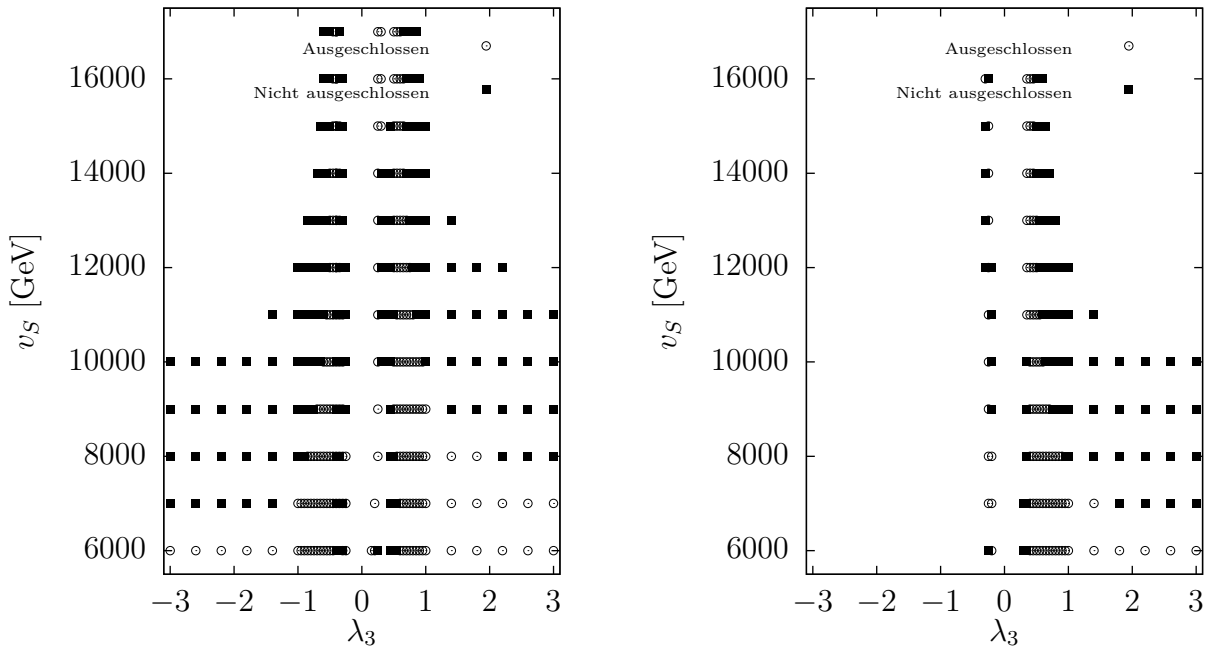 Ausgeschlossen
Nicht ausgeschlossen
16000
14000
12000
10000
8000
6000
v_S [GeV]
−3 −2 −1 0 1 2 3
λ_3
Ausgeschlossen
Nicht ausgeschlossen
16000
14000
12000
10000
8000
6000
v_S [GeV]
−3 −2 −1 0 1 2 3
λ_3